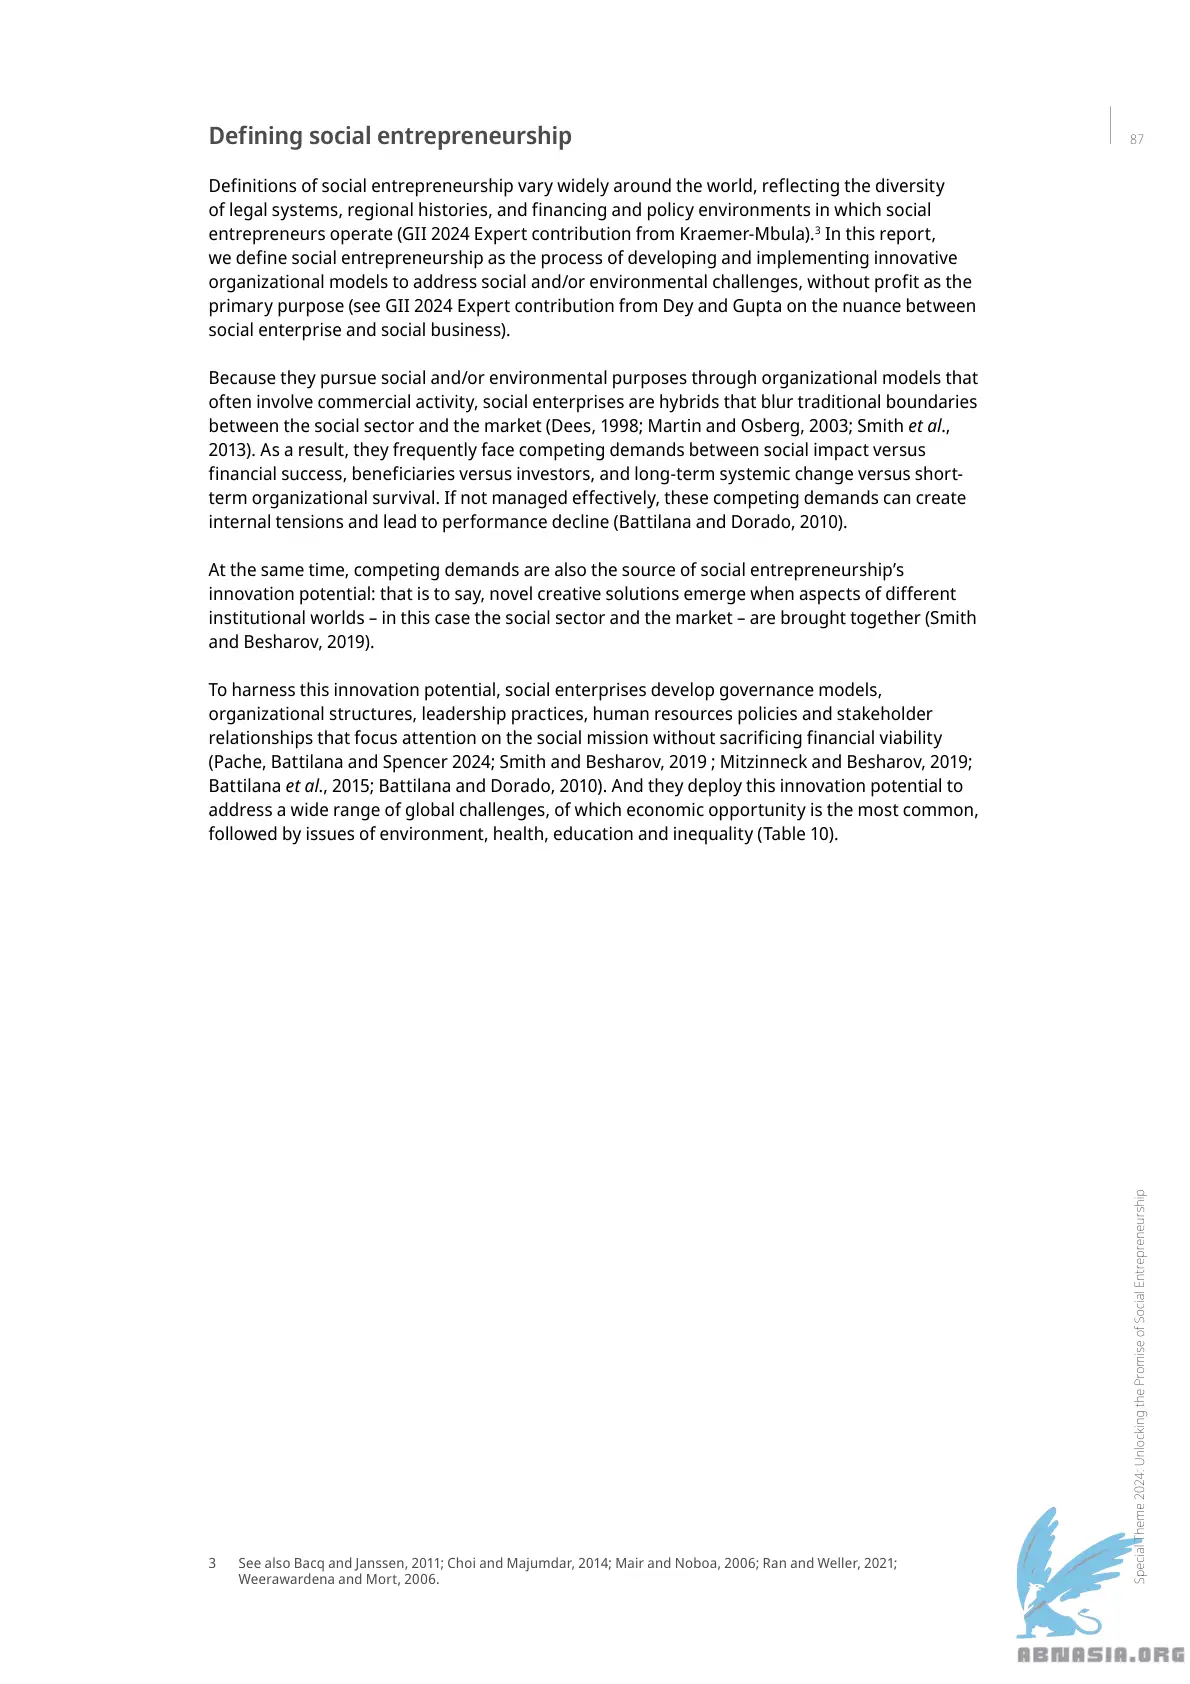 Defining social entrepreneurship
87
Definitions of social entrepreneurship vary widely around the world, reflecting the diversity
of legal systems, regional histories, and financing and policy environments in which social
entrepreneurs operate (GII 2024 Expert contribution from Kraemer-Mbula).³ In this report,
we define social entrepreneurship as the process of developing and implementing innovative
organizational models to address social and/or environmental challenges, without profit as the
primary purpose (see GII 2024 Expert contribution from Dey and Gupta on the nuance between
social enterprise and social business).
Because they pursue social and/or environmental purposes through organizational models that
often involve commercial activity, social enterprises are hybrids that blur traditional boundaries
between the social sector and the market (Dees, 1998; Martin and Osberg, 2003; Smith et al.,
2013). As a result, they frequently face competing demands between social impact versus
financial success, beneficiaries versus investors, and long-term systemic change versus short-
term organizational survival. If not managed effectively, these competing demands can create
internal tensions and lead to performance decline (Battilana and Dorado, 2010).
At the same time, competing demands are also the source of social entrepreneurship’s
innovation potential: that is to say, novel creative solutions emerge when aspects of different
institutional worlds – in this case the social sector and the market – are brought together (Smith
and Besharov, 2019).
To harness this innovation potential, social enterprises develop governance models,
organizational structures, leadership practices, human resources policies and stakeholder
relationships that focus attention on the social mission without sacrificing financial viability
(Pache, Battilana and Spencer 2024; Smith and Besharov, 2019 ; Mitzinneck and Besharov, 2019;
Battilana et al., 2015; Battilana and Dorado, 2010). And they deploy this innovation potential to
address a wide range of global challenges, of which economic opportunity is the most common,
followed by issues of environment, health, education and inequality (Table 10).
Special Theme 2024: Unlocking the Promise of Social Entrepreneurship
3 See also Bacq and Janssen, 2011; Choi and Majumdar, 2014; Mair and Noboa, 2006; Ran and Weller, 2021;
Weerawardena and Mort, 2006.
ABNASIA.ORG